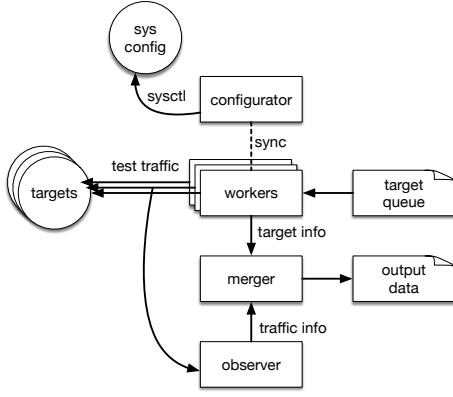 sys
config
sysctl
configurator
sync
test traffic
targets
workers
target
queue
target info
merger
output
data
traffic info
observer